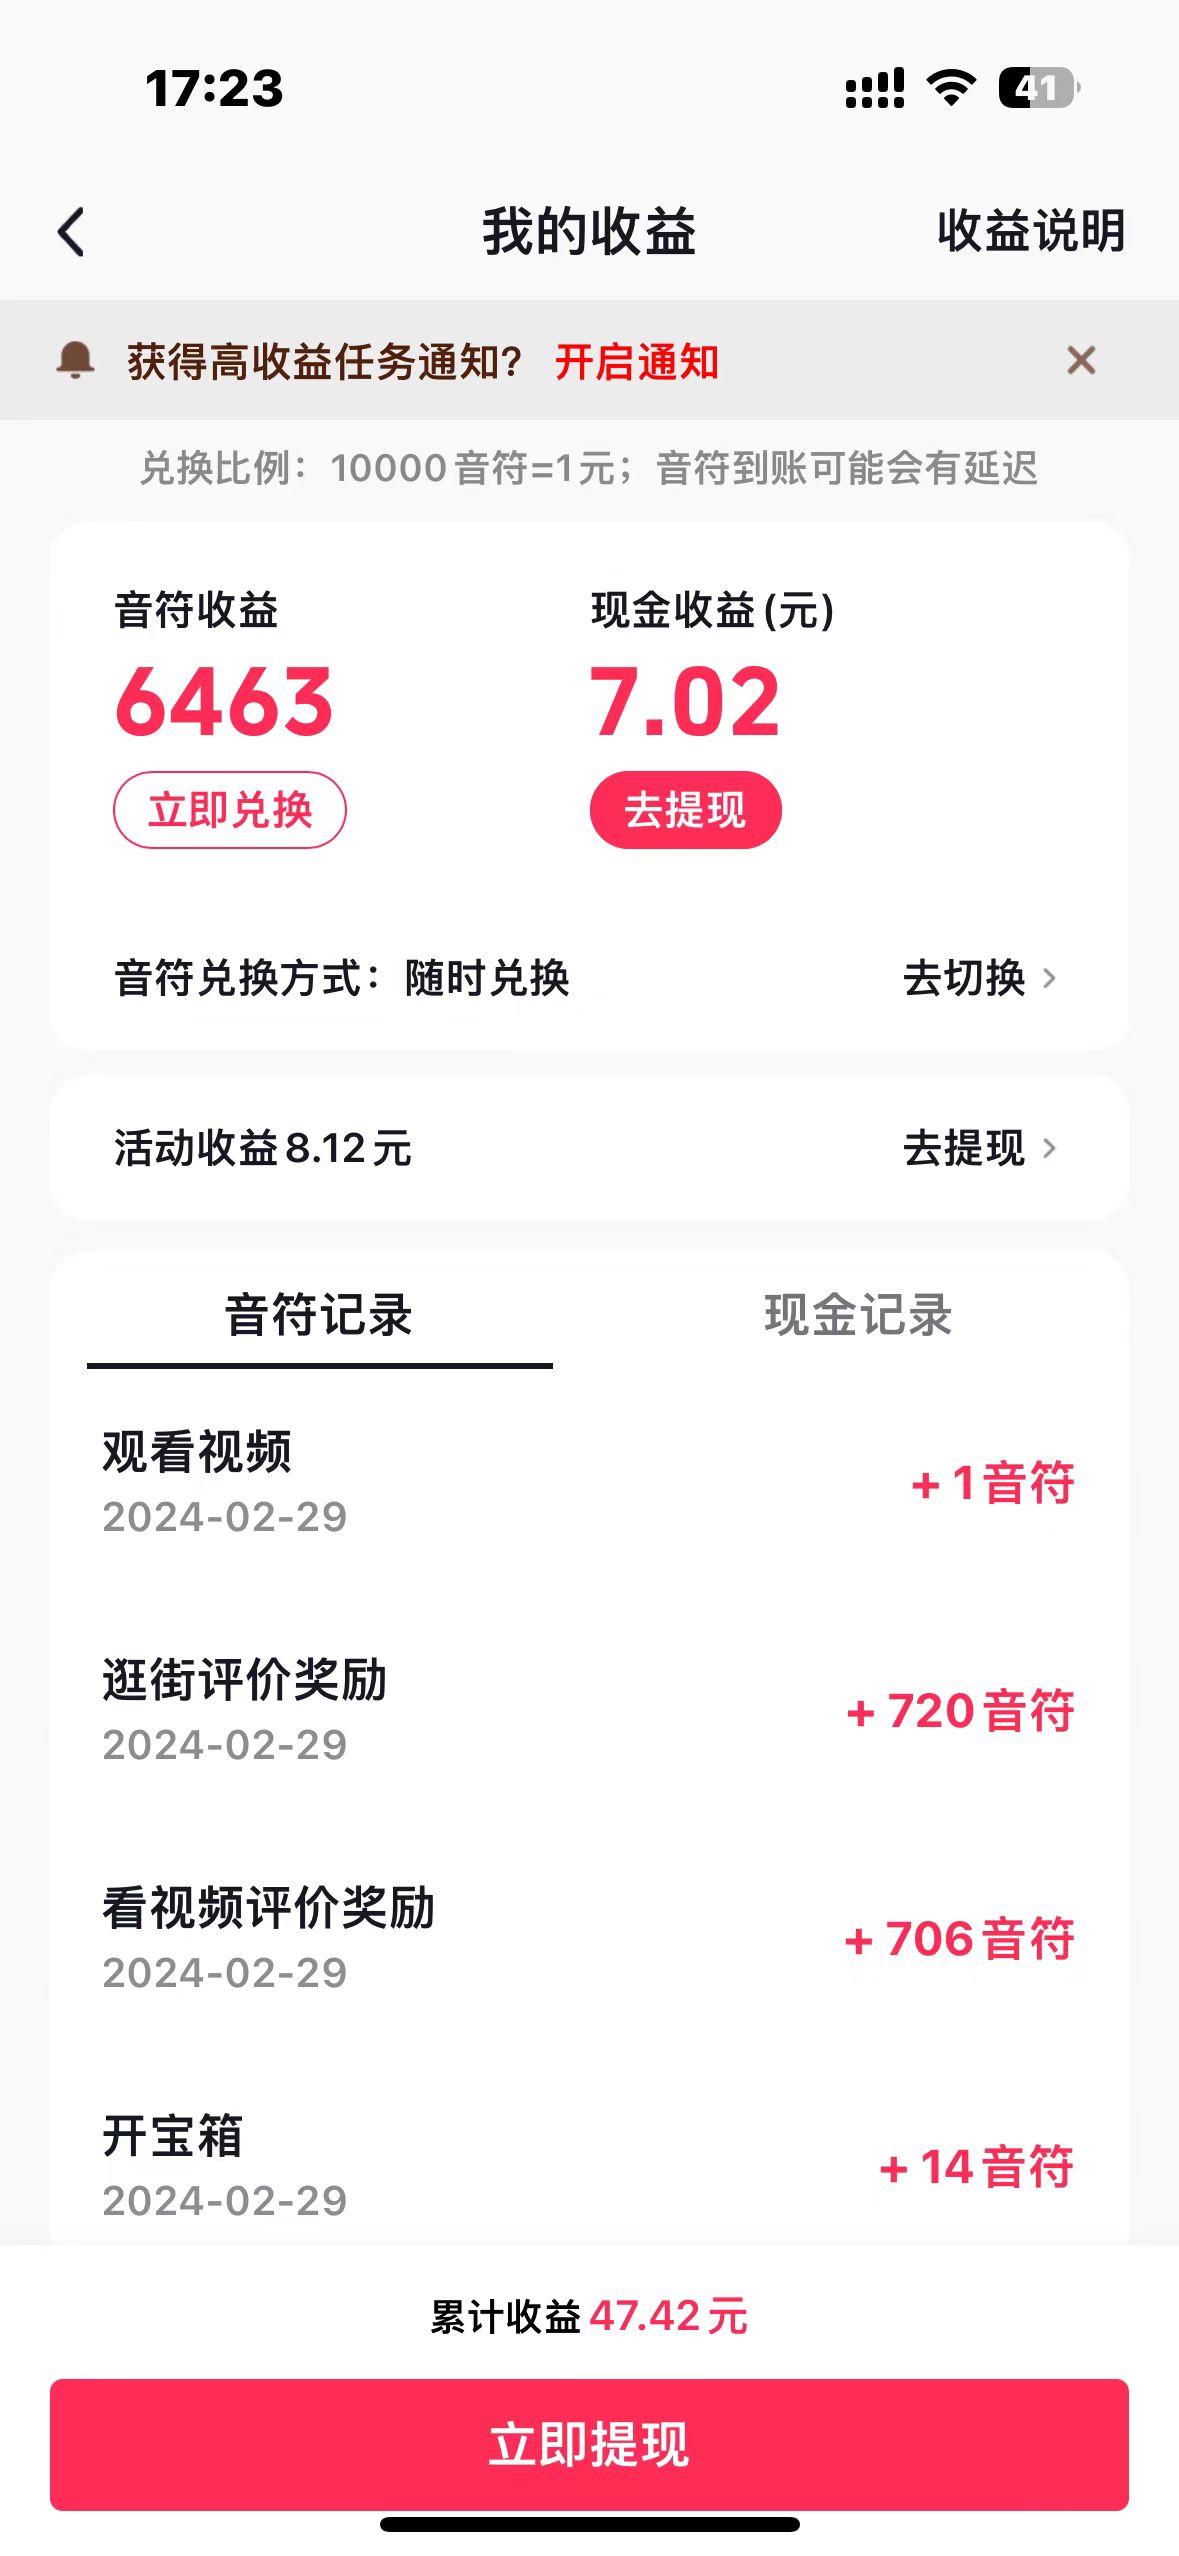 17:23
41
我的收益
收益说明
获得高收益任务通知? 开启通知
兑换比例：10000音符=1元；音符到账可能会有延迟
音符收益
现金收益(元)
6463
7.02
立即兑换
去提现
音符兑换方式：随时兑换
去切换
活动收益8.12元
去提现
音符记录
现金记录
观看视频
+1音符
2024-02-29
逛街评价奖励
+720音符
2024-02-29
看视频评价奖励
+706音符
2024-02-29
开宝箱
+14音符
2024-02-29
累计收益47.42元
立即提现